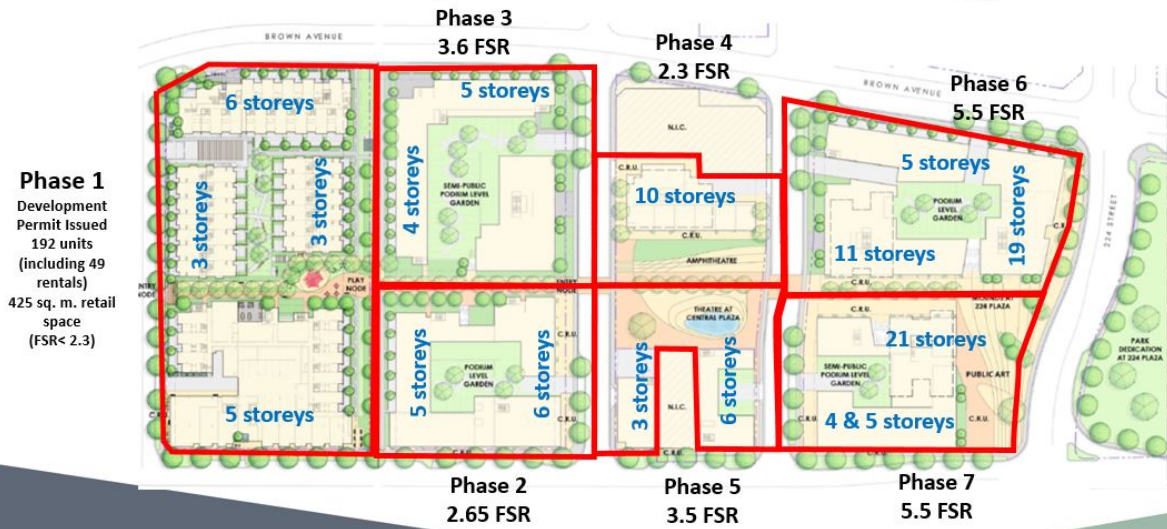 Phase 3
3.6 FSR
Phase 4
2.3 FSR
Phase 6
5.5 FSR
BROWN AVENUE
BROWN AVENUE
Phase 1
Development
Permit Issued
192 units
(including 49
rentals)
425 sq. m. retail
space
(FSR< 2.3)
6 storeys
3 storeys
3 storeys
PLAY
NODE
ENTRY
NODE
5 storeys
5 storeys
4 storeys
SEMI-PUBLIC
PODIUM LEVEL
GARDEN
ENTRY
NODE
N.I.C.
C.R.U.
10 storeys
C.R.U.
AMPHITHEATRE
5 storeys
PODIUM
LEVEL
GARDEN
11 storeys
19 storeys
C.R.U.
224 STREET
5 storeys
PODIUM
LEVEL
GARDEN
6 storeys
C.R.U.
C.R.U.
THEATRE AT
CENTRAL PLAZA
3 storeys
N.I.C.
6 storeys
C.R.U.
MOUNDS AT
224 PLAZA
21 storeys
SEMI-PUBLIC
PODIUM LEVEL
GARDEN
PUBLIC ART
C.R.U.
4 & 5 storeys
C.R.U.
C.R.U.
PARK
DEDICATION
AT 224 PLAZA
Phase 2
2.65 FSR
Phase 5
3.5 FSR
Phase 7
5.5 FSR